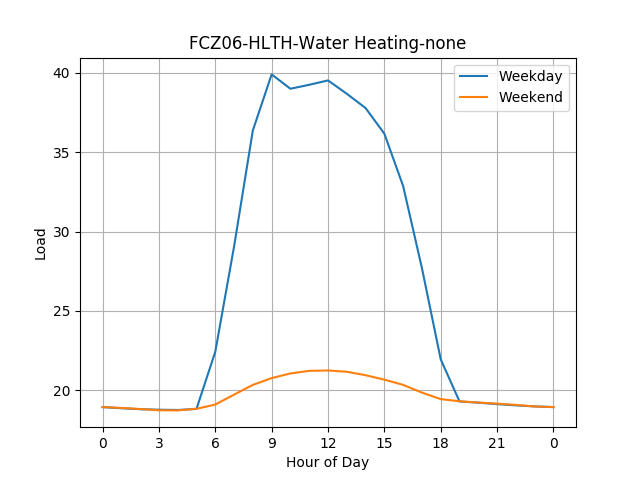 FCZ06-HLTH-Water Heating-none
Weekday
Weekend
40
35
30
25
20
Load
0 3 6 9 12 15 18 21 0
Hour of Day